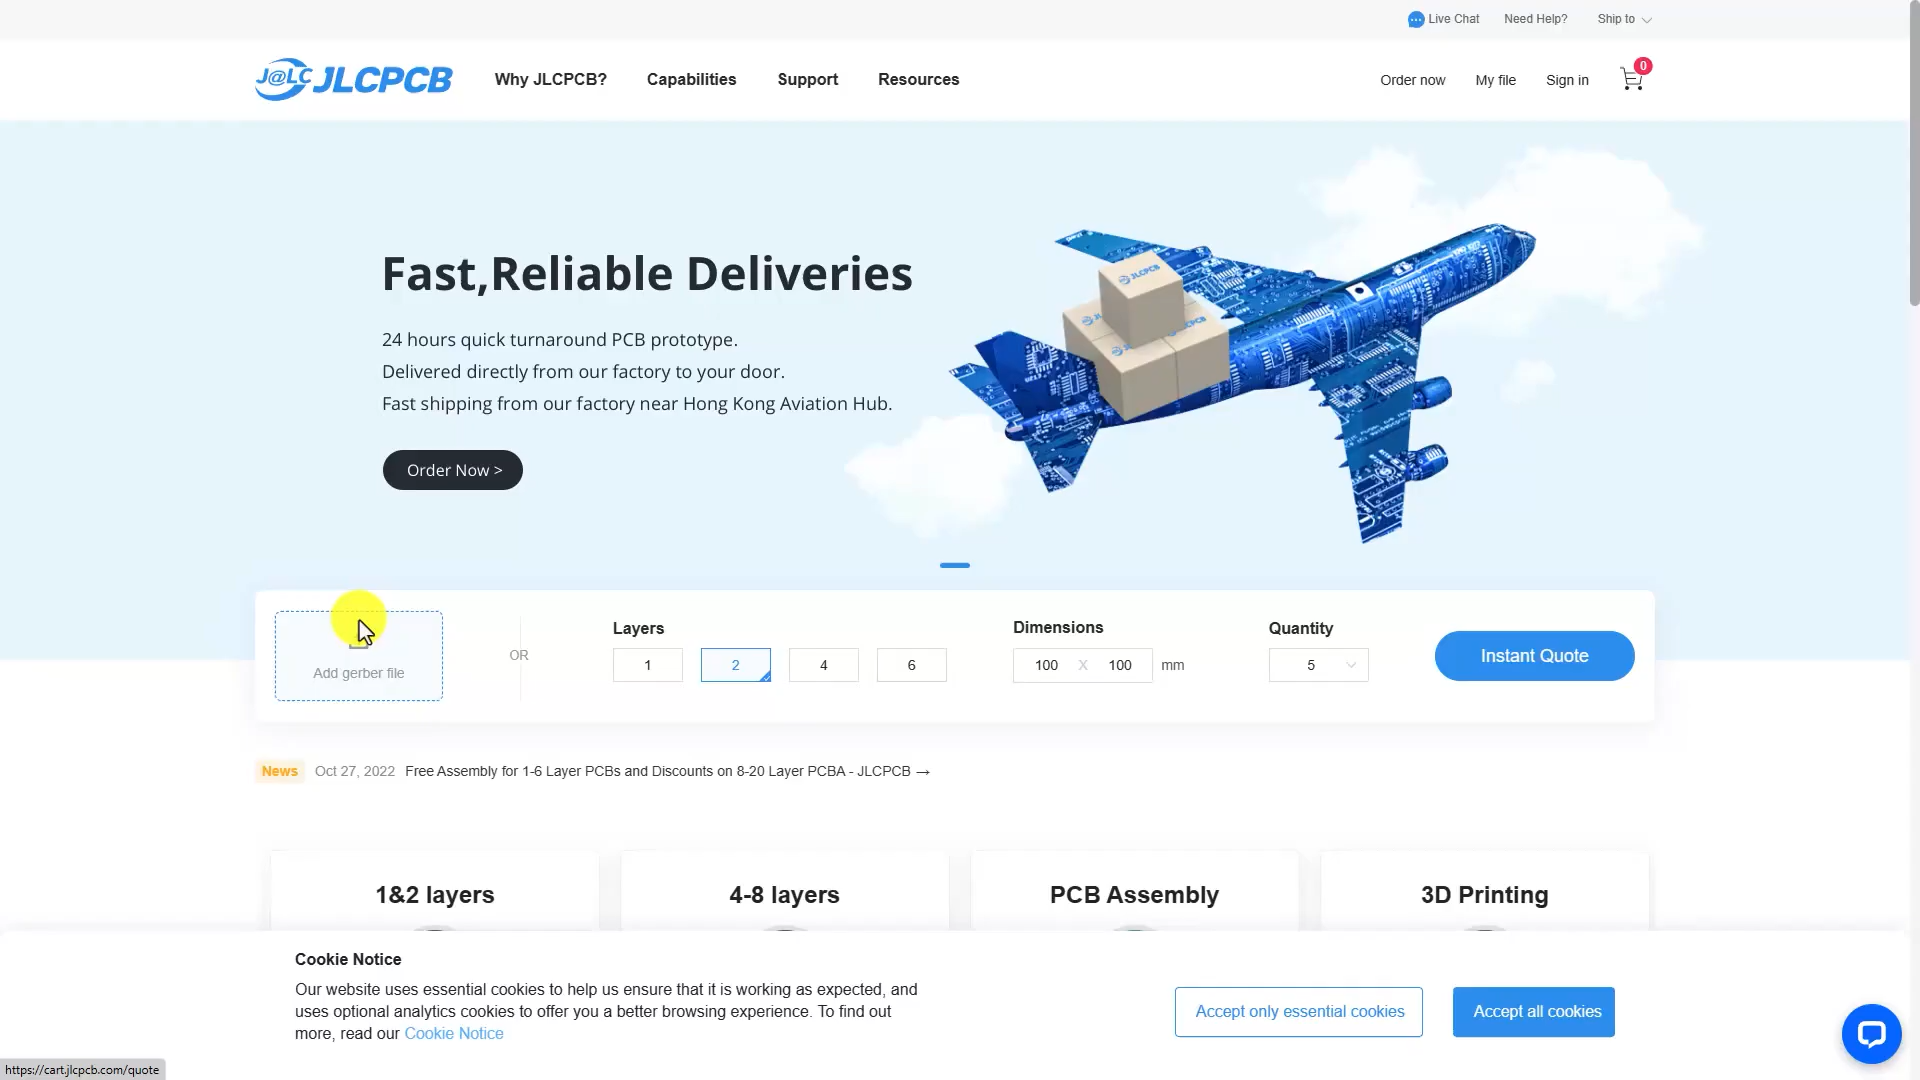 Live Chat
Need Help?
Ship to
J@LC JLCPCB
Why JLCPCB?
Capabilities
Support
Resources
Order now
My file
Sign in
0
Fast,Reliable Deliveries
24 hours quick turnaround PCB prototype.
Delivered directly from our factory to your door.
Fast shipping from our factory near Hong Kong Aviation Hub.
Order Now >
JLCPCB
Add gerber file
OR
Layers
1
2
4
6
Dimensions
100 X 100 mm
Quantity
5
Instant Quote
News
Oct 27, 2022
Free Assembly for 1-6 Layer PCBs and Discounts on 8-20 Layer PCBA - JLCPCB →
1&2 layers
4-8 layers
PCB Assembly
3D Printing
Cookie Notice
Our website uses essential cookies to help us ensure that it is working as expected, and
uses optional analytics cookies to offer you a better browsing experience. To find out
more, read our Cookie Notice
Accept only essential cookies
Accept all cookies
https://cart.jlcpcb.com/quote